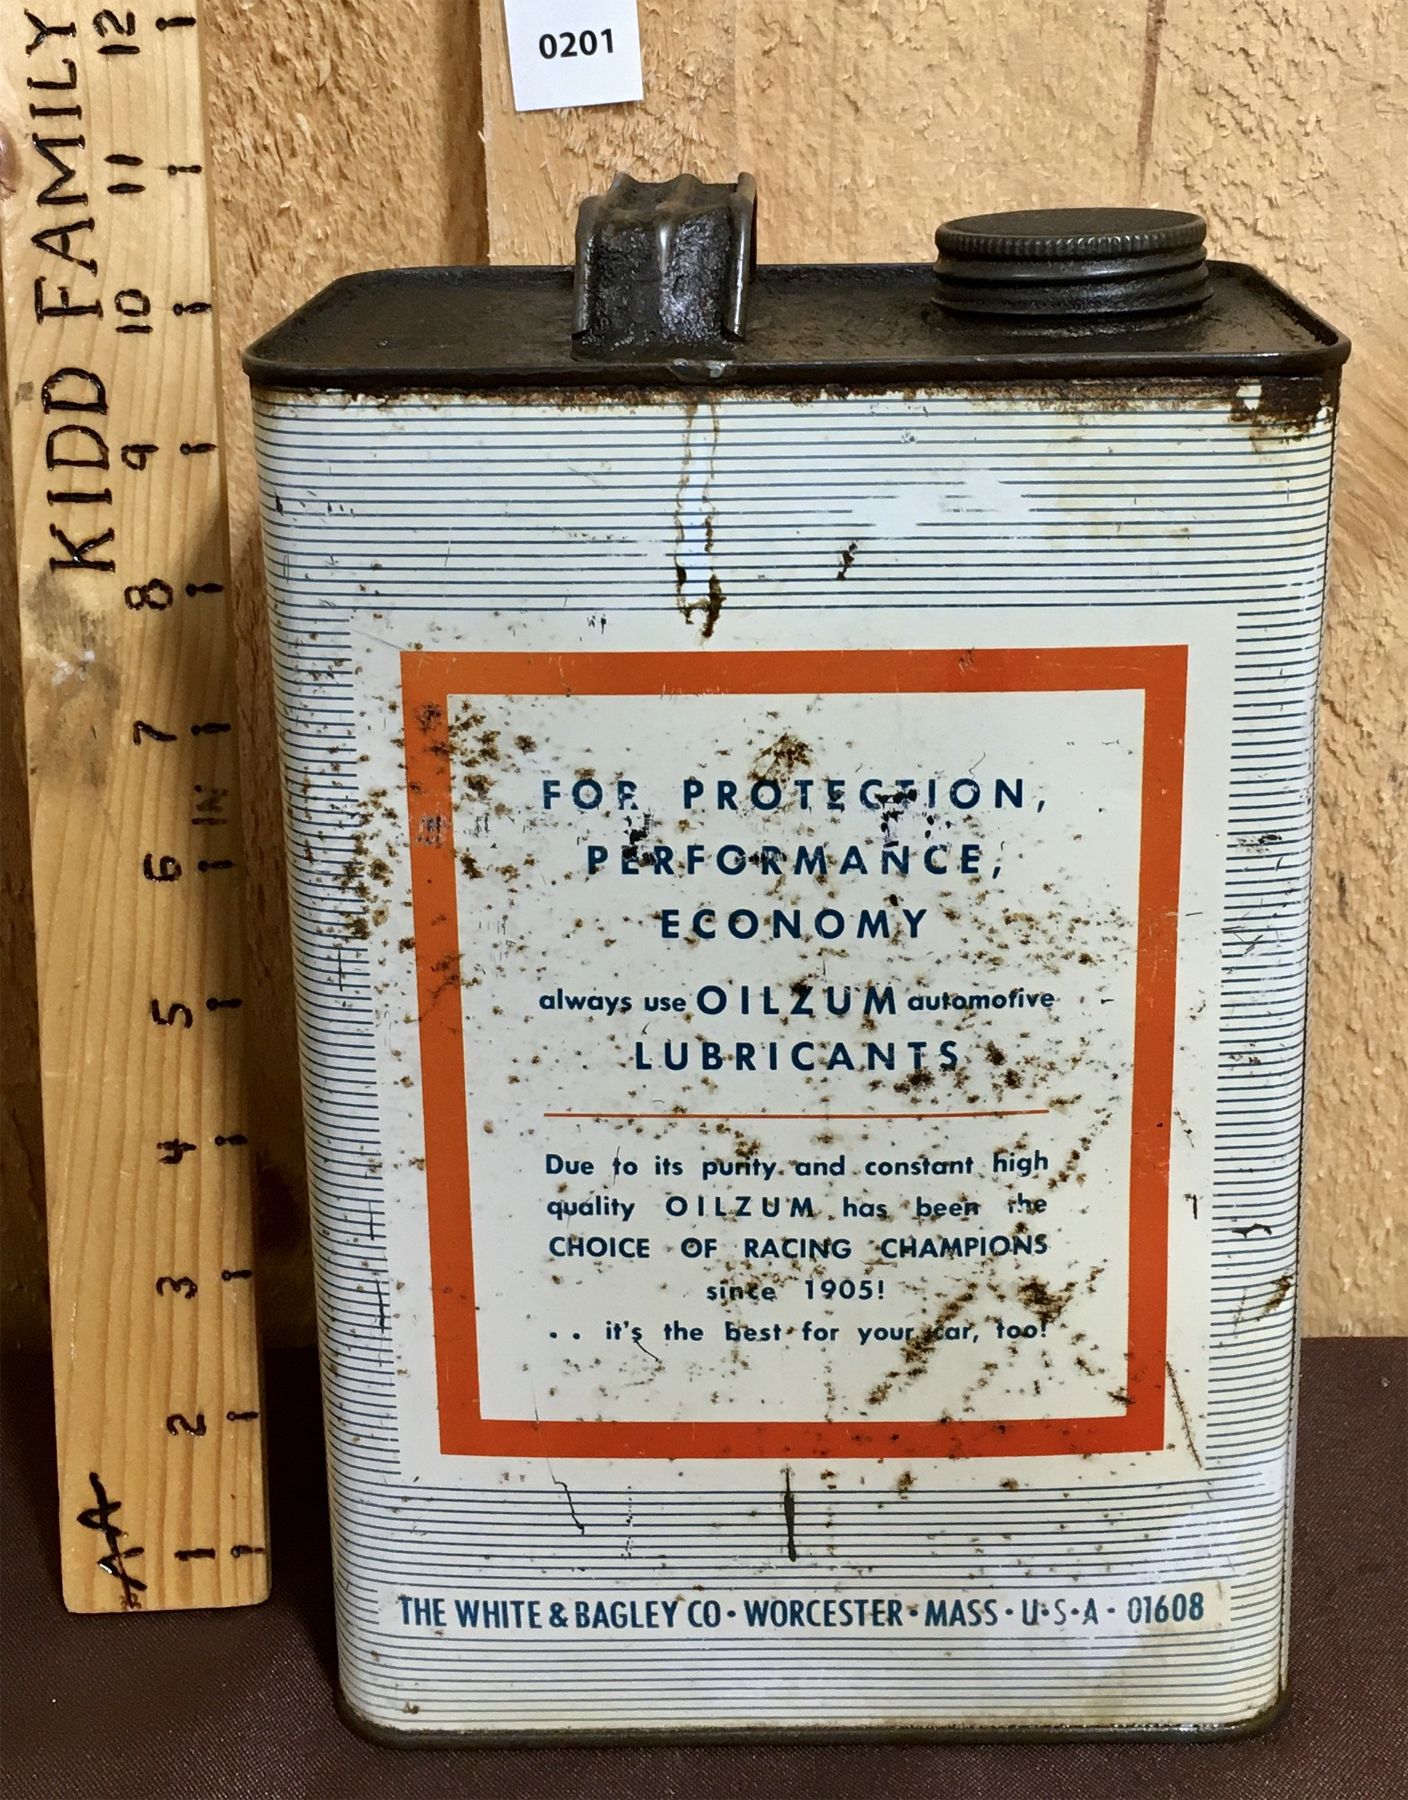 0201
KIDD FAMILY
12
11
10
9
8
7
IN
6
5
4
3
2
1
AA
FOR PROTECTION,
PERFORMANCE,
ECONOMY
always use OILZUM automotive
LUBRICANTS
Due to its purity and constant high
quality OILZUM has been the
CHOICE OF RACING CHAMPIONS
since 1905!
. . it's the best for your car, too!
THE WHITE & BAGLEY CO · WORCESTER · MASS · U·S·A · 01608